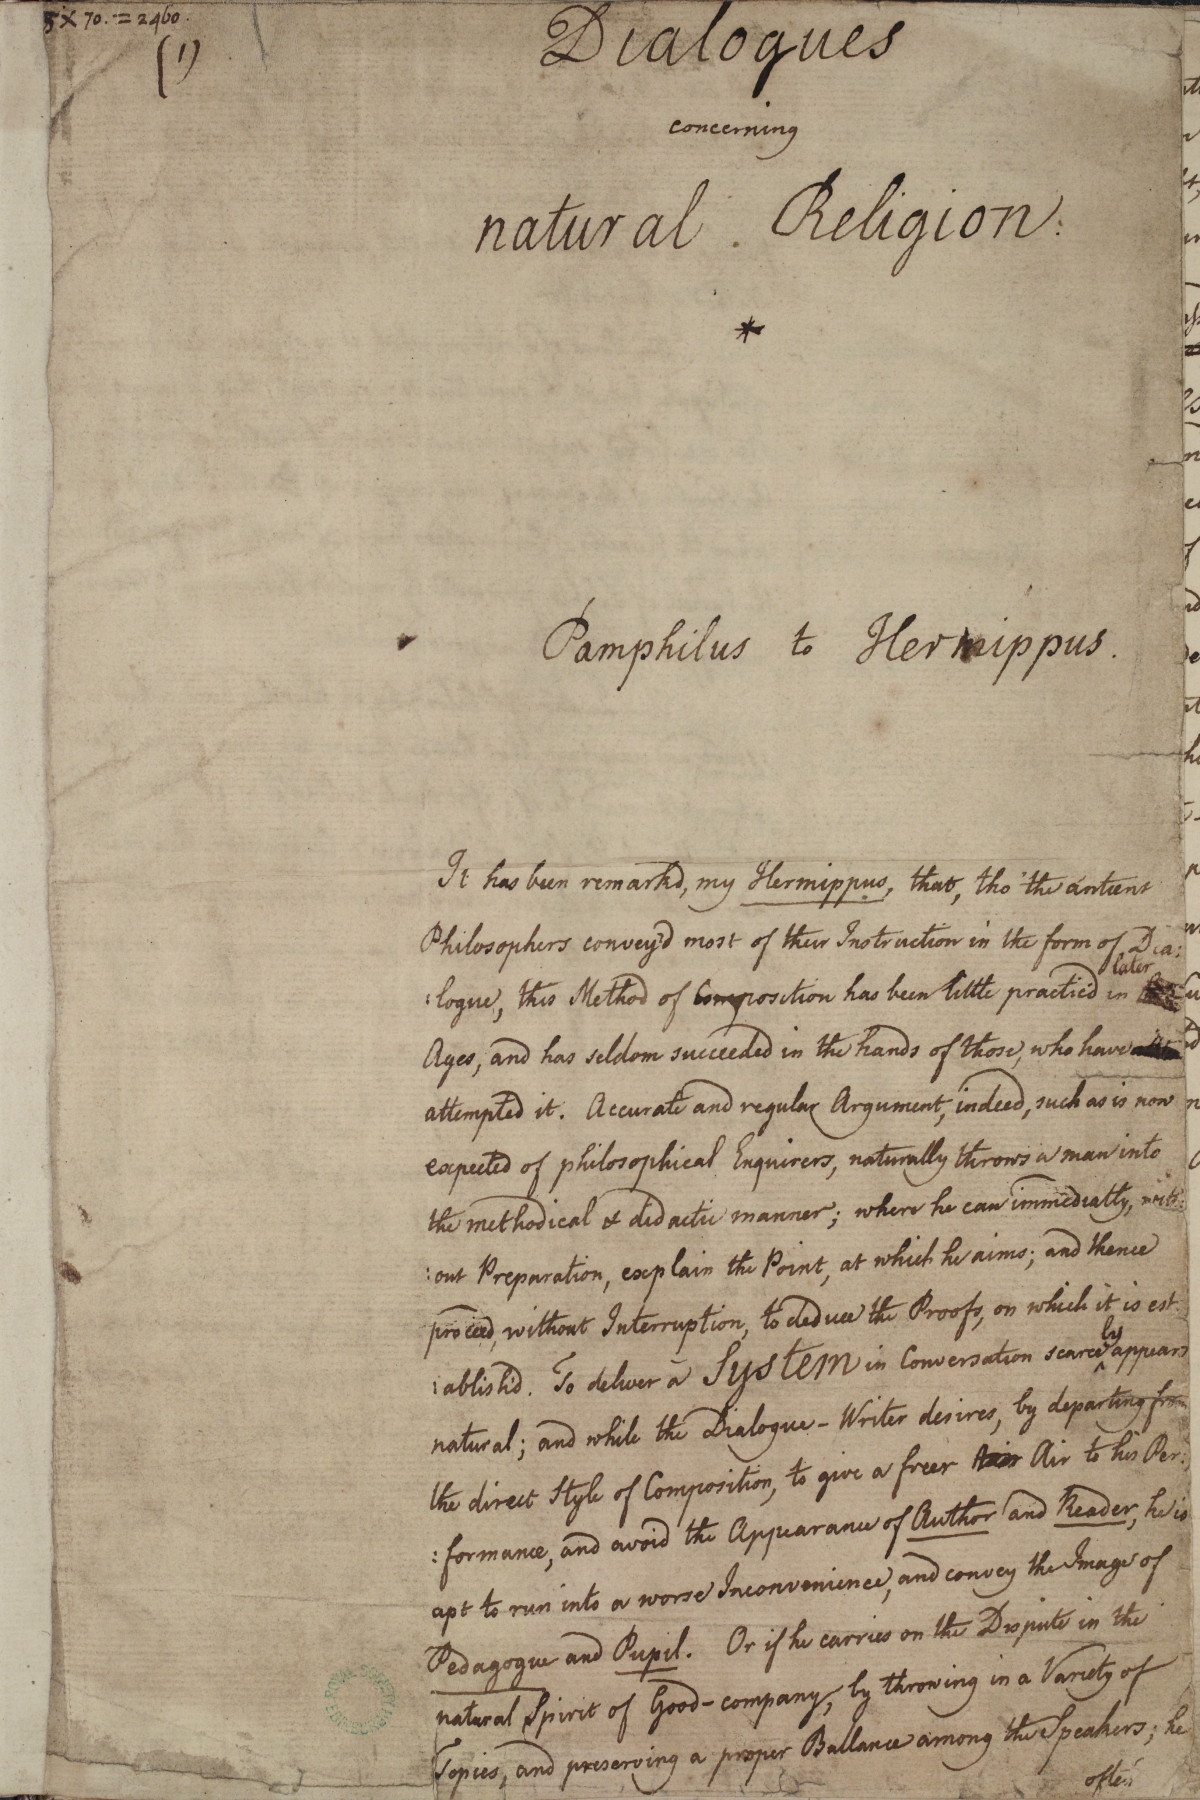 5 x 70. = 2460.
(1)
Dialogues
concerning
natural Religion:
*
Pamphilus to Hermippus.
It has been remark'd, my Hermippus, that, tho' the antient
Philosophers convey'd most of their Instruction in the form of Dia:
:logue, this Method of Composition has been little practic'd in later
Ages, and has seldom succeeded in the hands of those, who have
attempted it. Accurate and regular Argument, indeed, such as is now
expected of philosophical Enquirers, naturally throws a man into
the methodical & didactic manner; where he can immediatly, with:
:out Preparation, explain the Point, at which he aims; and thence
proceed, without Interruption, to deduce the Proofs, on which it is est:
:ablish'd. To deliver a System in Conversation scarcely appears
natural; and while the Dialogue-Writer desires, by departing from
the direct Style of Composition, to give a freer Air to his Per:
:formance, and avoid the Appearance of Author and Reader, he is
apt to run into a worse Inconvenience, and convey the Image of
Pedagogue and Pupil. Or if he carries on the Dispute in the
natural Spirit of Good-company, by throwing in a Variety of
Topics, and preserving a proper Ballance among the Speakers; he
often